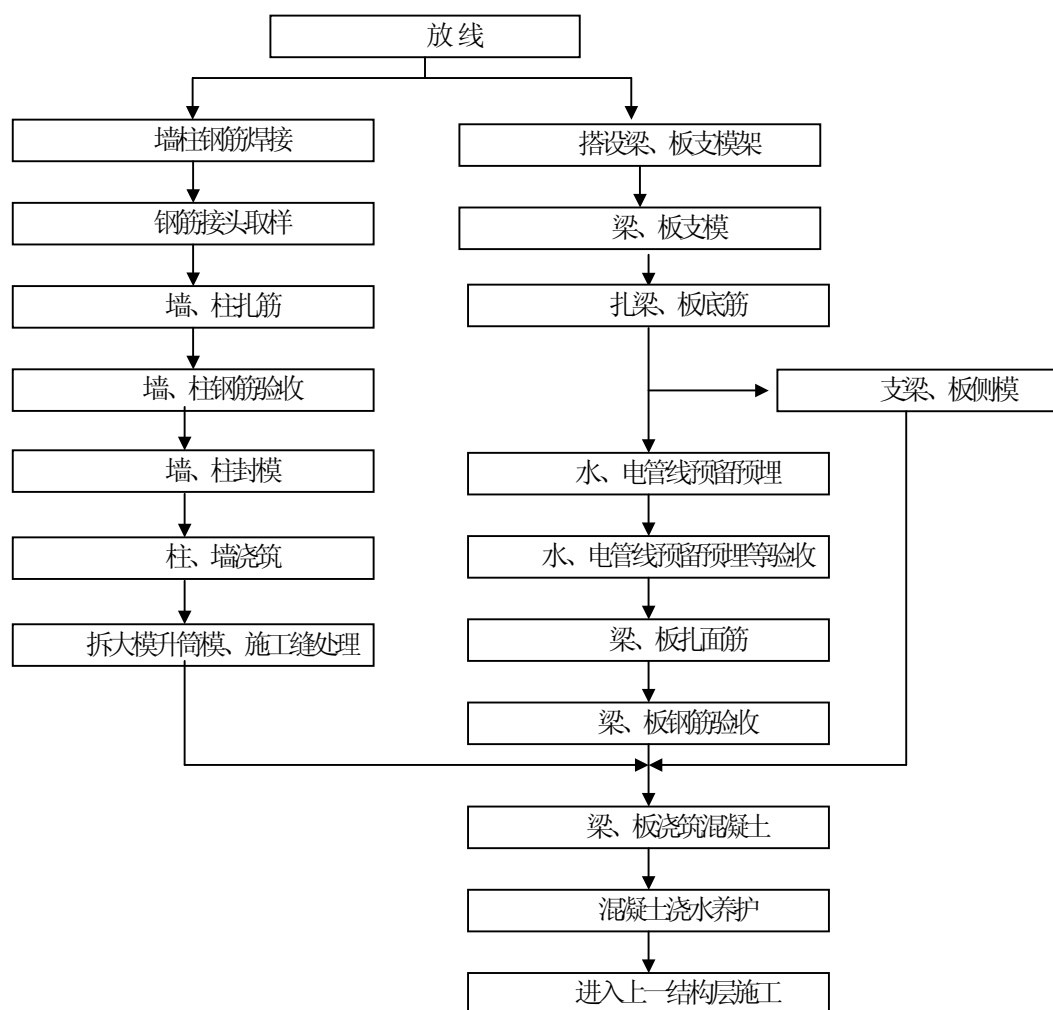 放线
墙柱钢筋焊接
钢筋接头取样
墙、柱扎筋
墙、柱钢筋验收
墙、柱封模
柱、墙浇筑
拆大模升筒模、施工缝处理
搭设梁、板支模架
梁、板支模
扎梁、板底筋
支梁、板侧模
水、电管线预留预埋
水、电管线预留预埋等验收
梁、板扎面筋
梁、板钢筋验收
梁、板浇筑混凝土
混凝土浇水养护
进入上一结构层施工